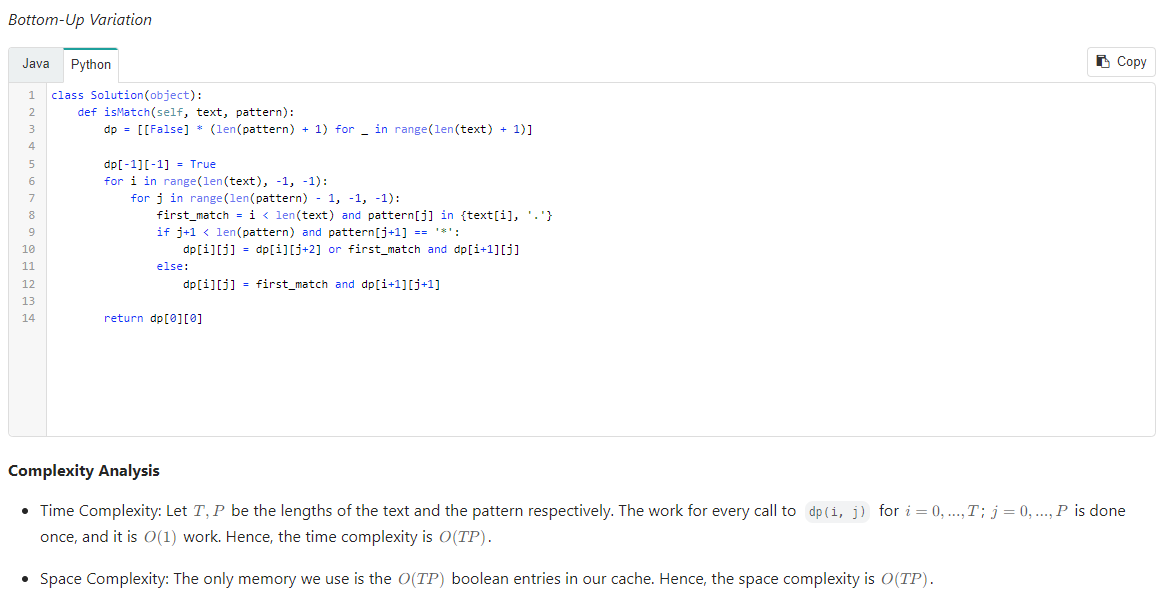 Bottom-Up Variation
Java Python Copy
1 class Solution(object):
2     def isMatch(self, text, pattern):
3         dp = [[False] * (len(pattern) + 1) for _ in range(len(text) + 1)]
4
5         dp[-1][-1] = True
6         for i in range(len(text), -1, -1):
7             for j in range(len(pattern) - 1, -1, -1):
8                 first_match = i < len(text) and pattern[j] in {text[i], '.'}
9                 if j+1 < len(pattern) and pattern[j+1] == '*':
10                     dp[i][j] = dp[i][j+2] or first_match and dp[i+1][j]
11                 else:
12                     dp[i][j] = first_match and dp[i+1][j+1]
13
14         return dp[0][0]
Complexity Analysis
• Time Complexity: Let T, P be the lengths of the text and the pattern respectively. The work for every call to dp(i, j) for i = 0, ..., T; j = 0, ..., P is done
once, and it is O(1) work. Hence, the time complexity is O(TP).
• Space Complexity: The only memory we use is the O(TP) boolean entries in our cache. Hence, the space complexity is O(TP).